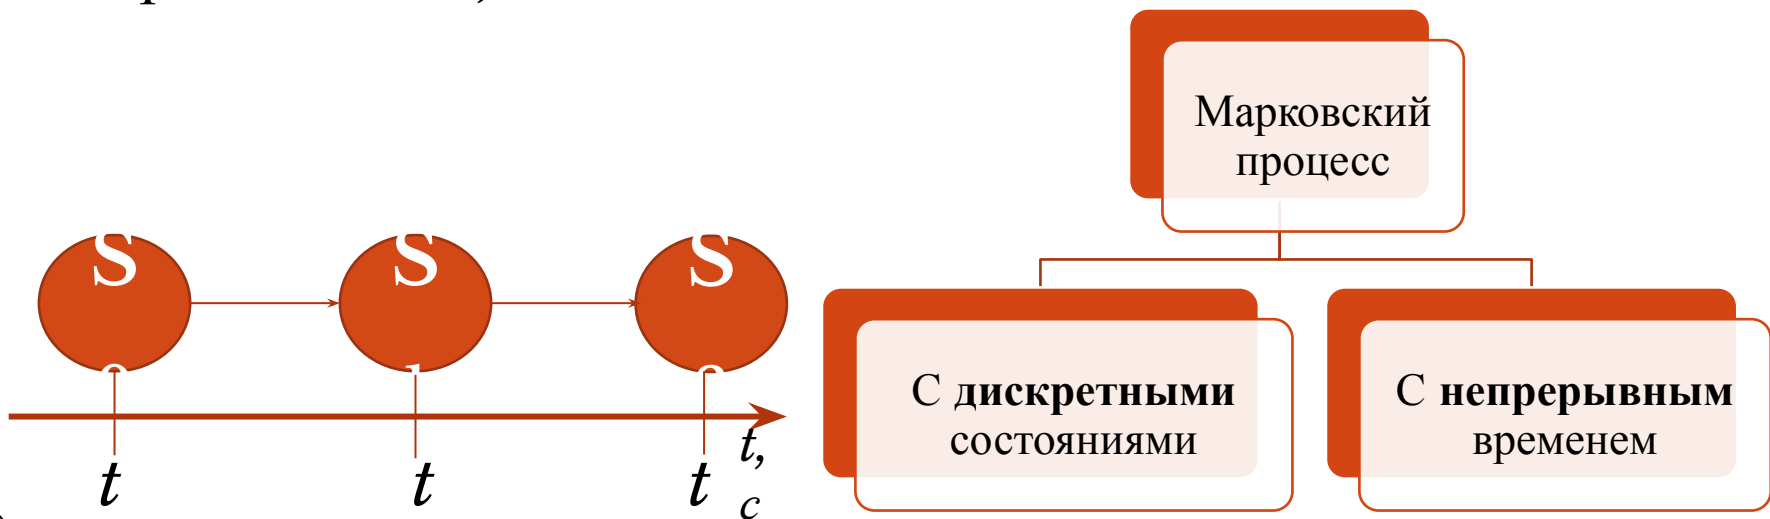 S S S
t t t
t,
c
Марковский
процесс
С дискретными
состояниями
С непрерывным
временем